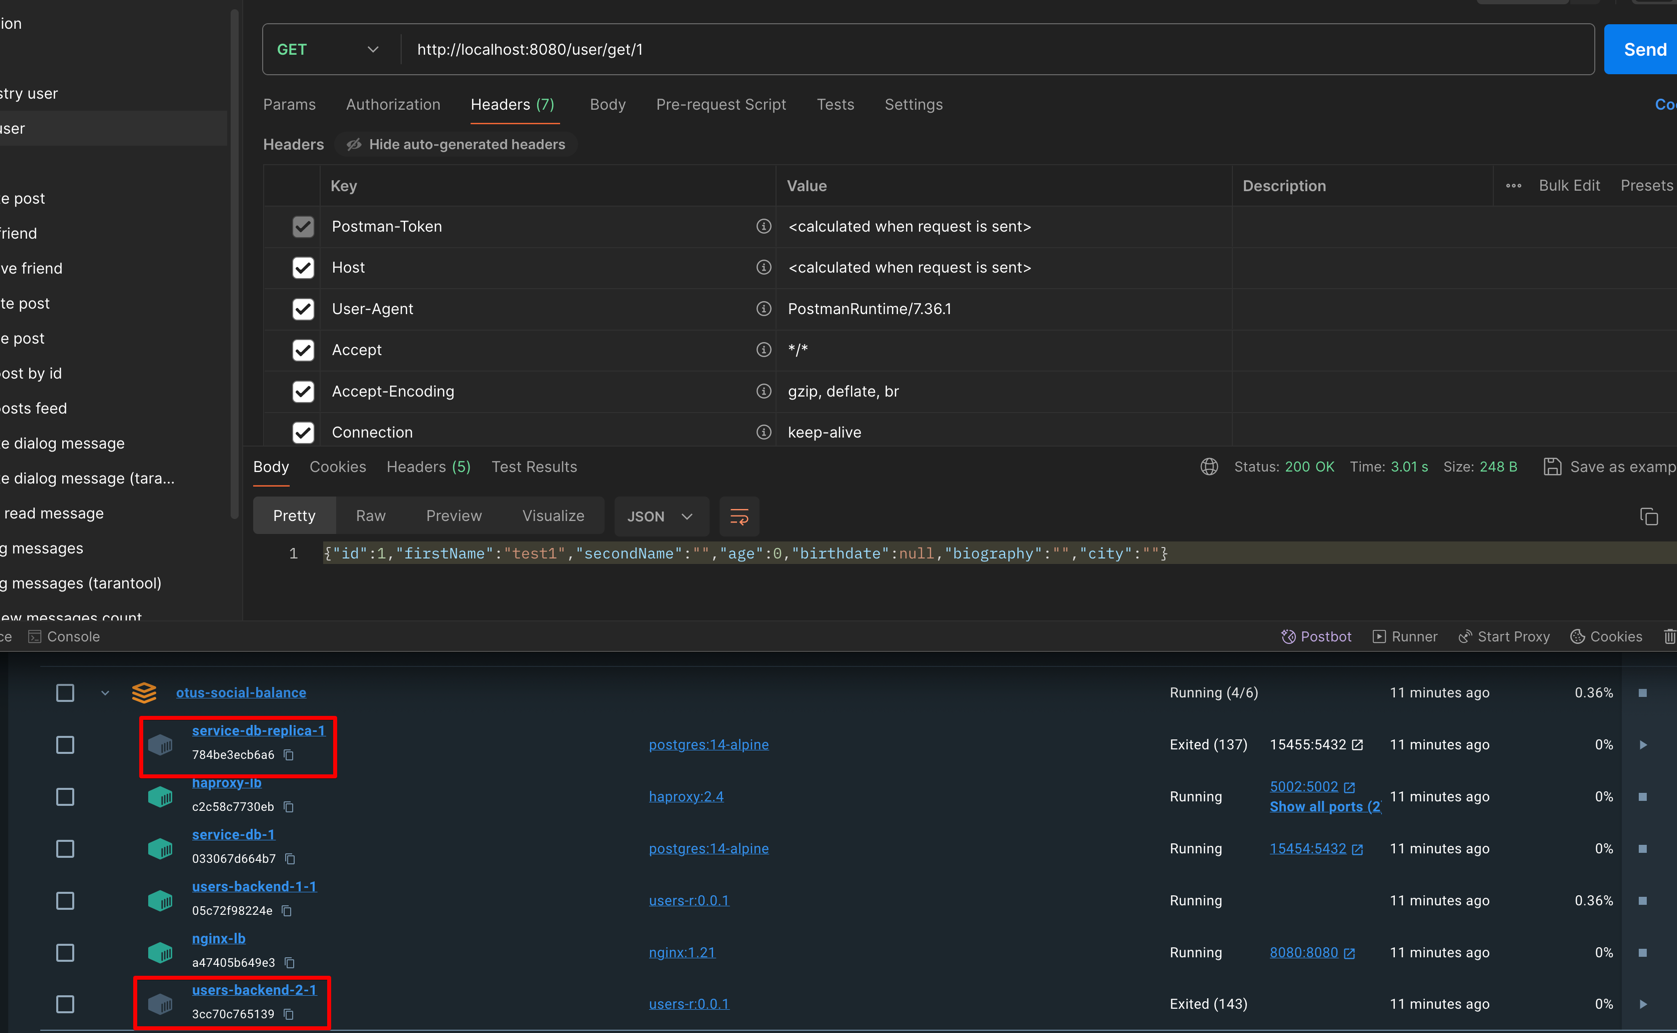 ion
GET
http://localhost:8080/user/get/1
Send
stry user
user
Params Authorization Headers (7) Body Pre-request Script Tests Settings Coo
Headers Hide auto-generated headers
Key Value Description ••• Bulk Edit Presets
Postman-Token <calculated when request is sent>
e post
Host <calculated when request is sent>
friend
ve friend
User-Agent PostmanRuntime/7.36.1
te post
Accept */*
e post
ost by id
Accept-Encoding gzip, deflate, br
osts feed
Connection keep-alive
e dialog message
e dialog message (tara...
read message
g messages
g messages (tarantool)
ew messages count
Body Cookies Headers (5) Test Results Status: 200 OK Time: 3.01 s Size: 248 B Save as examp
Pretty Raw Preview Visualize JSON
1 {"id":1,"firstName":"test1","secondName":"","age":0,"birthdate":null,"biography":"","city":""}
ce Console Postbot Runner Start Proxy Cookies
otus-social-balance Running (4/6) 11 minutes ago 0.36%
service-db-replica-1
784be3ecb6a6 postgres:14-alpine Exited (137) 15455:5432 11 minutes ago 0%
haproxy-lb
c2c58c7730eb haproxy:2.4 Running 5002:5002 11 minutes ago 0%
Show all ports (2)
service-db-1
033067d664b7 postgres:14-alpine Running 15454:5432 11 minutes ago 0%
users-backend-1-1
05c72f98224e users-r:0.0.1 Running 11 minutes ago 0.36%
nginx-lb
a47405b649e3 nginx:1.21 Running 8080:8080 11 minutes ago 0%
users-backend-2-1
3cc70c765139 users-r:0.0.1 Exited (143) 11 minutes ago 0%